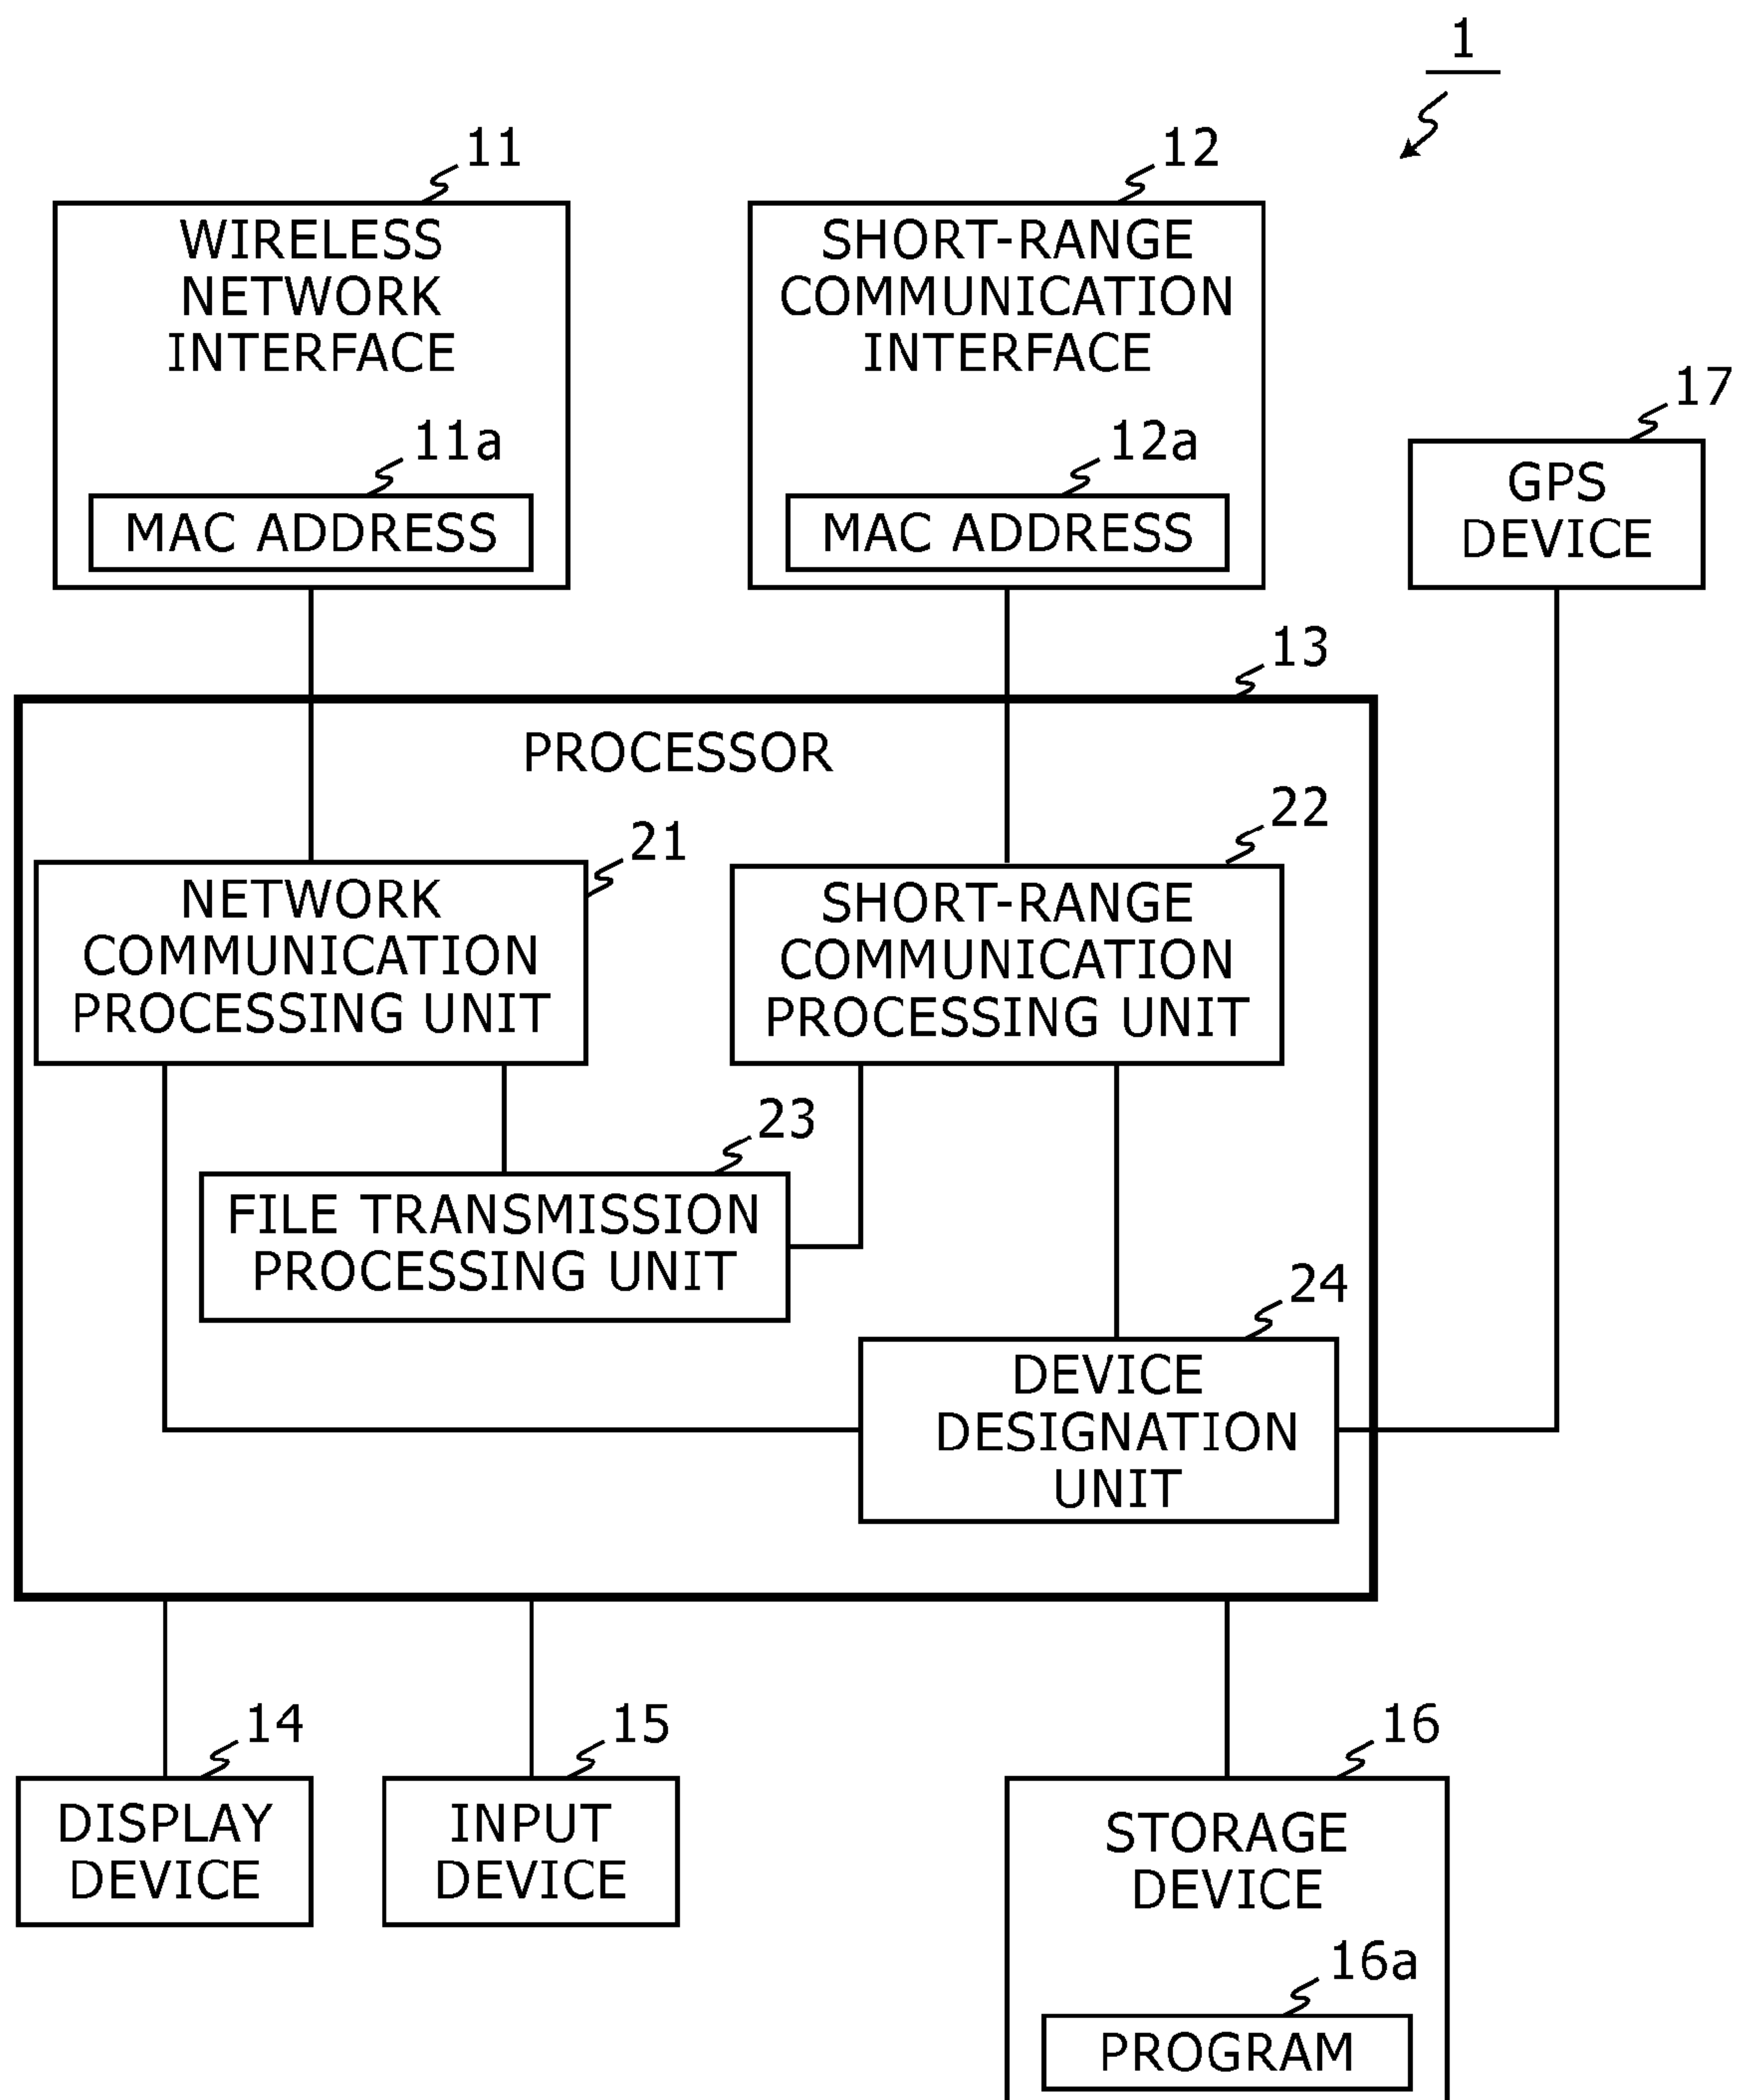 1
11
WIRELESS
NETWORK
INTERFACE
11a
MAC ADDRESS
12
SHORT-RANGE
COMMUNICATION
INTERFACE
12a
MAC ADDRESS
17
GPS
DEVICE
13
PROCESSOR
21
NETWORK
COMMUNICATION
PROCESSING UNIT
22
SHORT-RANGE
COMMUNICATION
PROCESSING UNIT
23
FILE TRANSMISSION
PROCESSING UNIT
24
DEVICE
DESIGNATION
UNIT
14
DISPLAY
DEVICE
15
INPUT
DEVICE
16
STORAGE
DEVICE
16a
PROGRAM